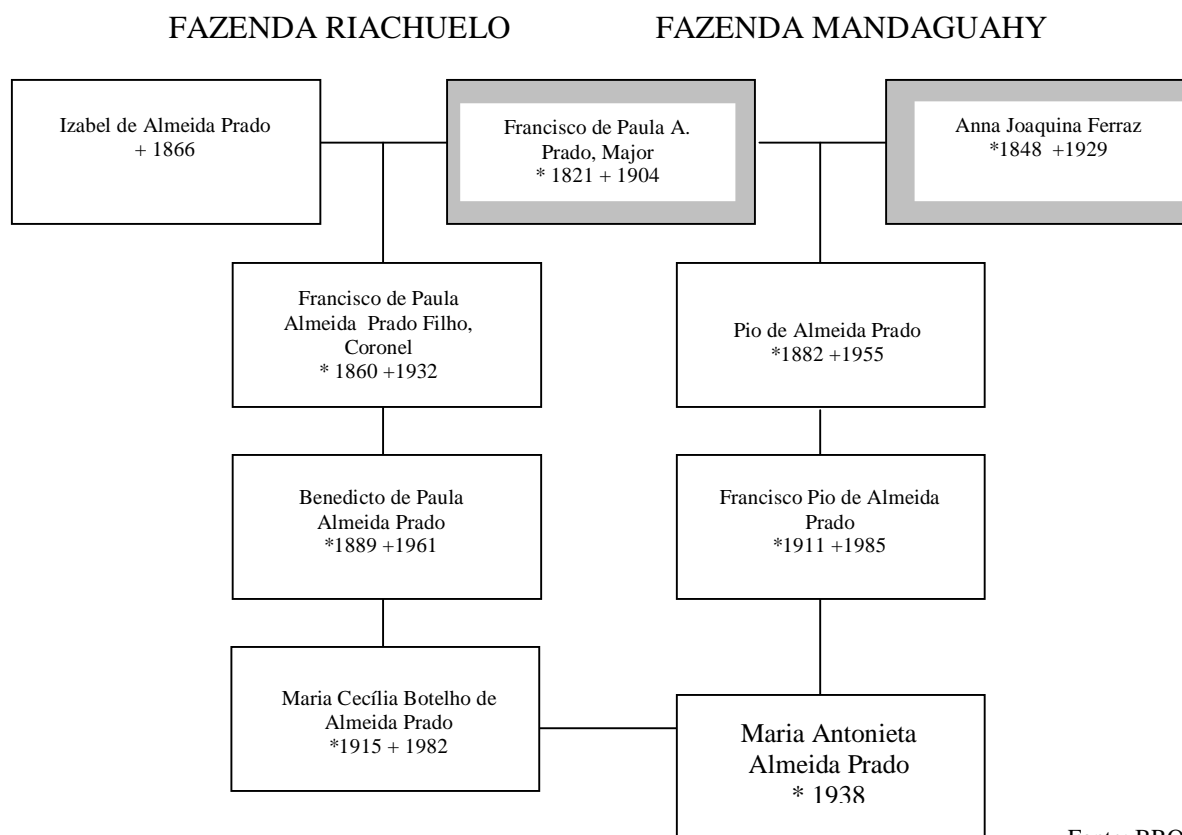 FAZENDA RIACHUELO
FAZENDA MANDAGUAHY
Izabel de Almeida Prado
+ 1866
Francisco de Paula A.
Prado, Major
* 1821 + 1904
Anna Joaquina Ferraz
*1848 +1929
Francisco de Paula
Almeida Prado Filho,
Coronel
* 1860 +1932
Pio de Almeida Prado
*1882 +1955
Benedicto de Paula
Almeida Prado
*1889 +1961
Francisco Pio de Almeida
Prado
*1911 +1985
Maria Cecília Botelho de
Almeida Prado
*1915 + 1982
Maria Antonieta
Almeida Prado
* 1938